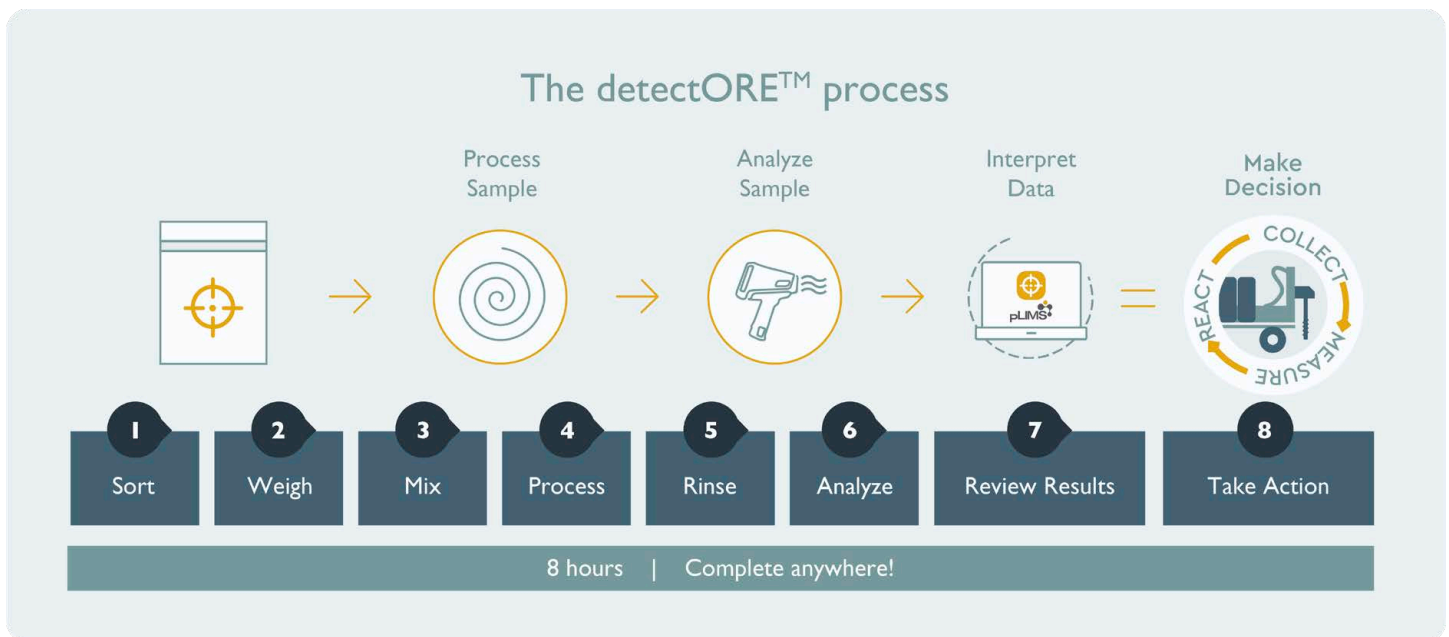 The detectORE™ process
Process
Sample
Analyze
Sample
Interpret
Data
Make
Decision
pLIMS
COLLECT
MEASURE
REACT
1
2
3
4
5
6
7
8
Sort
Weigh
Mix
Process
Rinse
Analyze
Review Results
Take Action
8 hours | Complete anywhere!